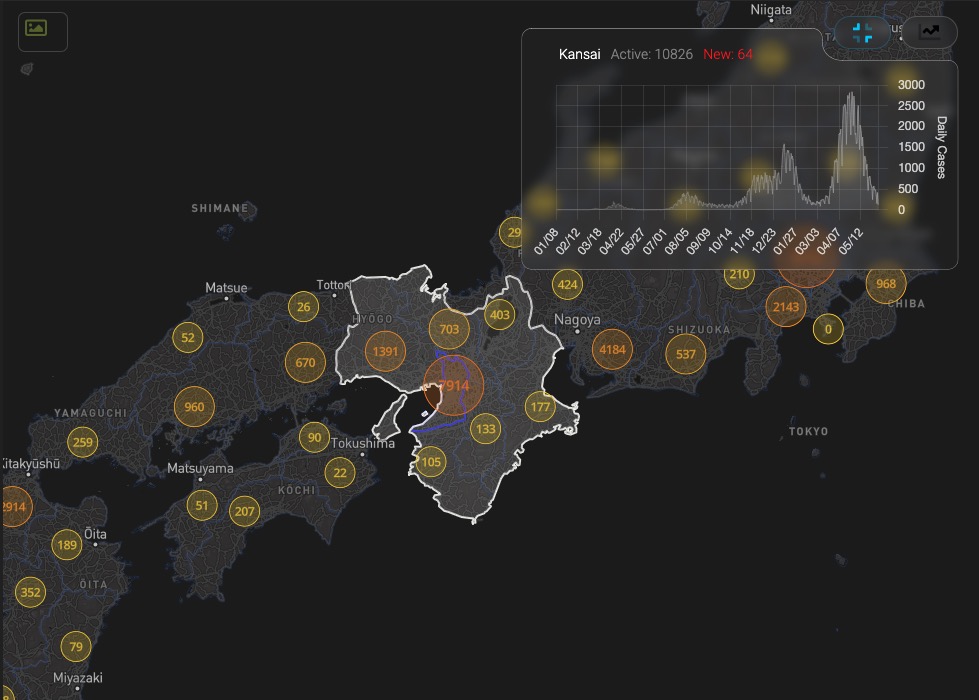 Niigata
Kansai Active: 10826 New: 64
3000
2500
2000
1500
1000
500
0
Daily Cases
01/08
02/12
03/18
04/22
05/27
07/01
08/05
09/09
10/14
11/18
12/23
01/27
03/03
04/07
05/12
SHIMANE
29
210
968
424
CHIBA
Matsue
Tottori
26
2143
403
HYŌGO
703
Nagoya
SHIZUOKA
0
52
1391
4184
537
670
7914
960
177
YAMAGUCHI
133
TOKYO
259
90
Tokushima
Kitakyūshū
Matsuyama
22
105
KŌCHI
2914
51
207
Ōita
189
ŌITA
352
79
Miyazaki